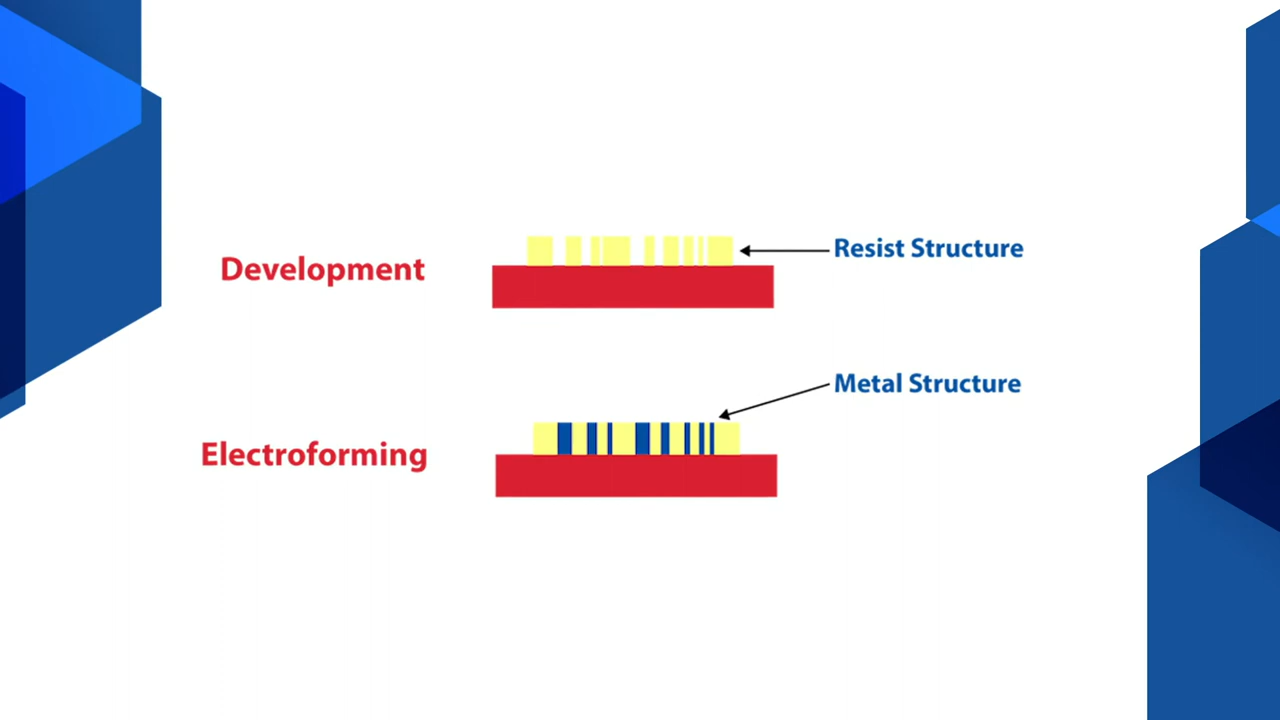 Development
Resist Structure
Metal Structure
Electroforming